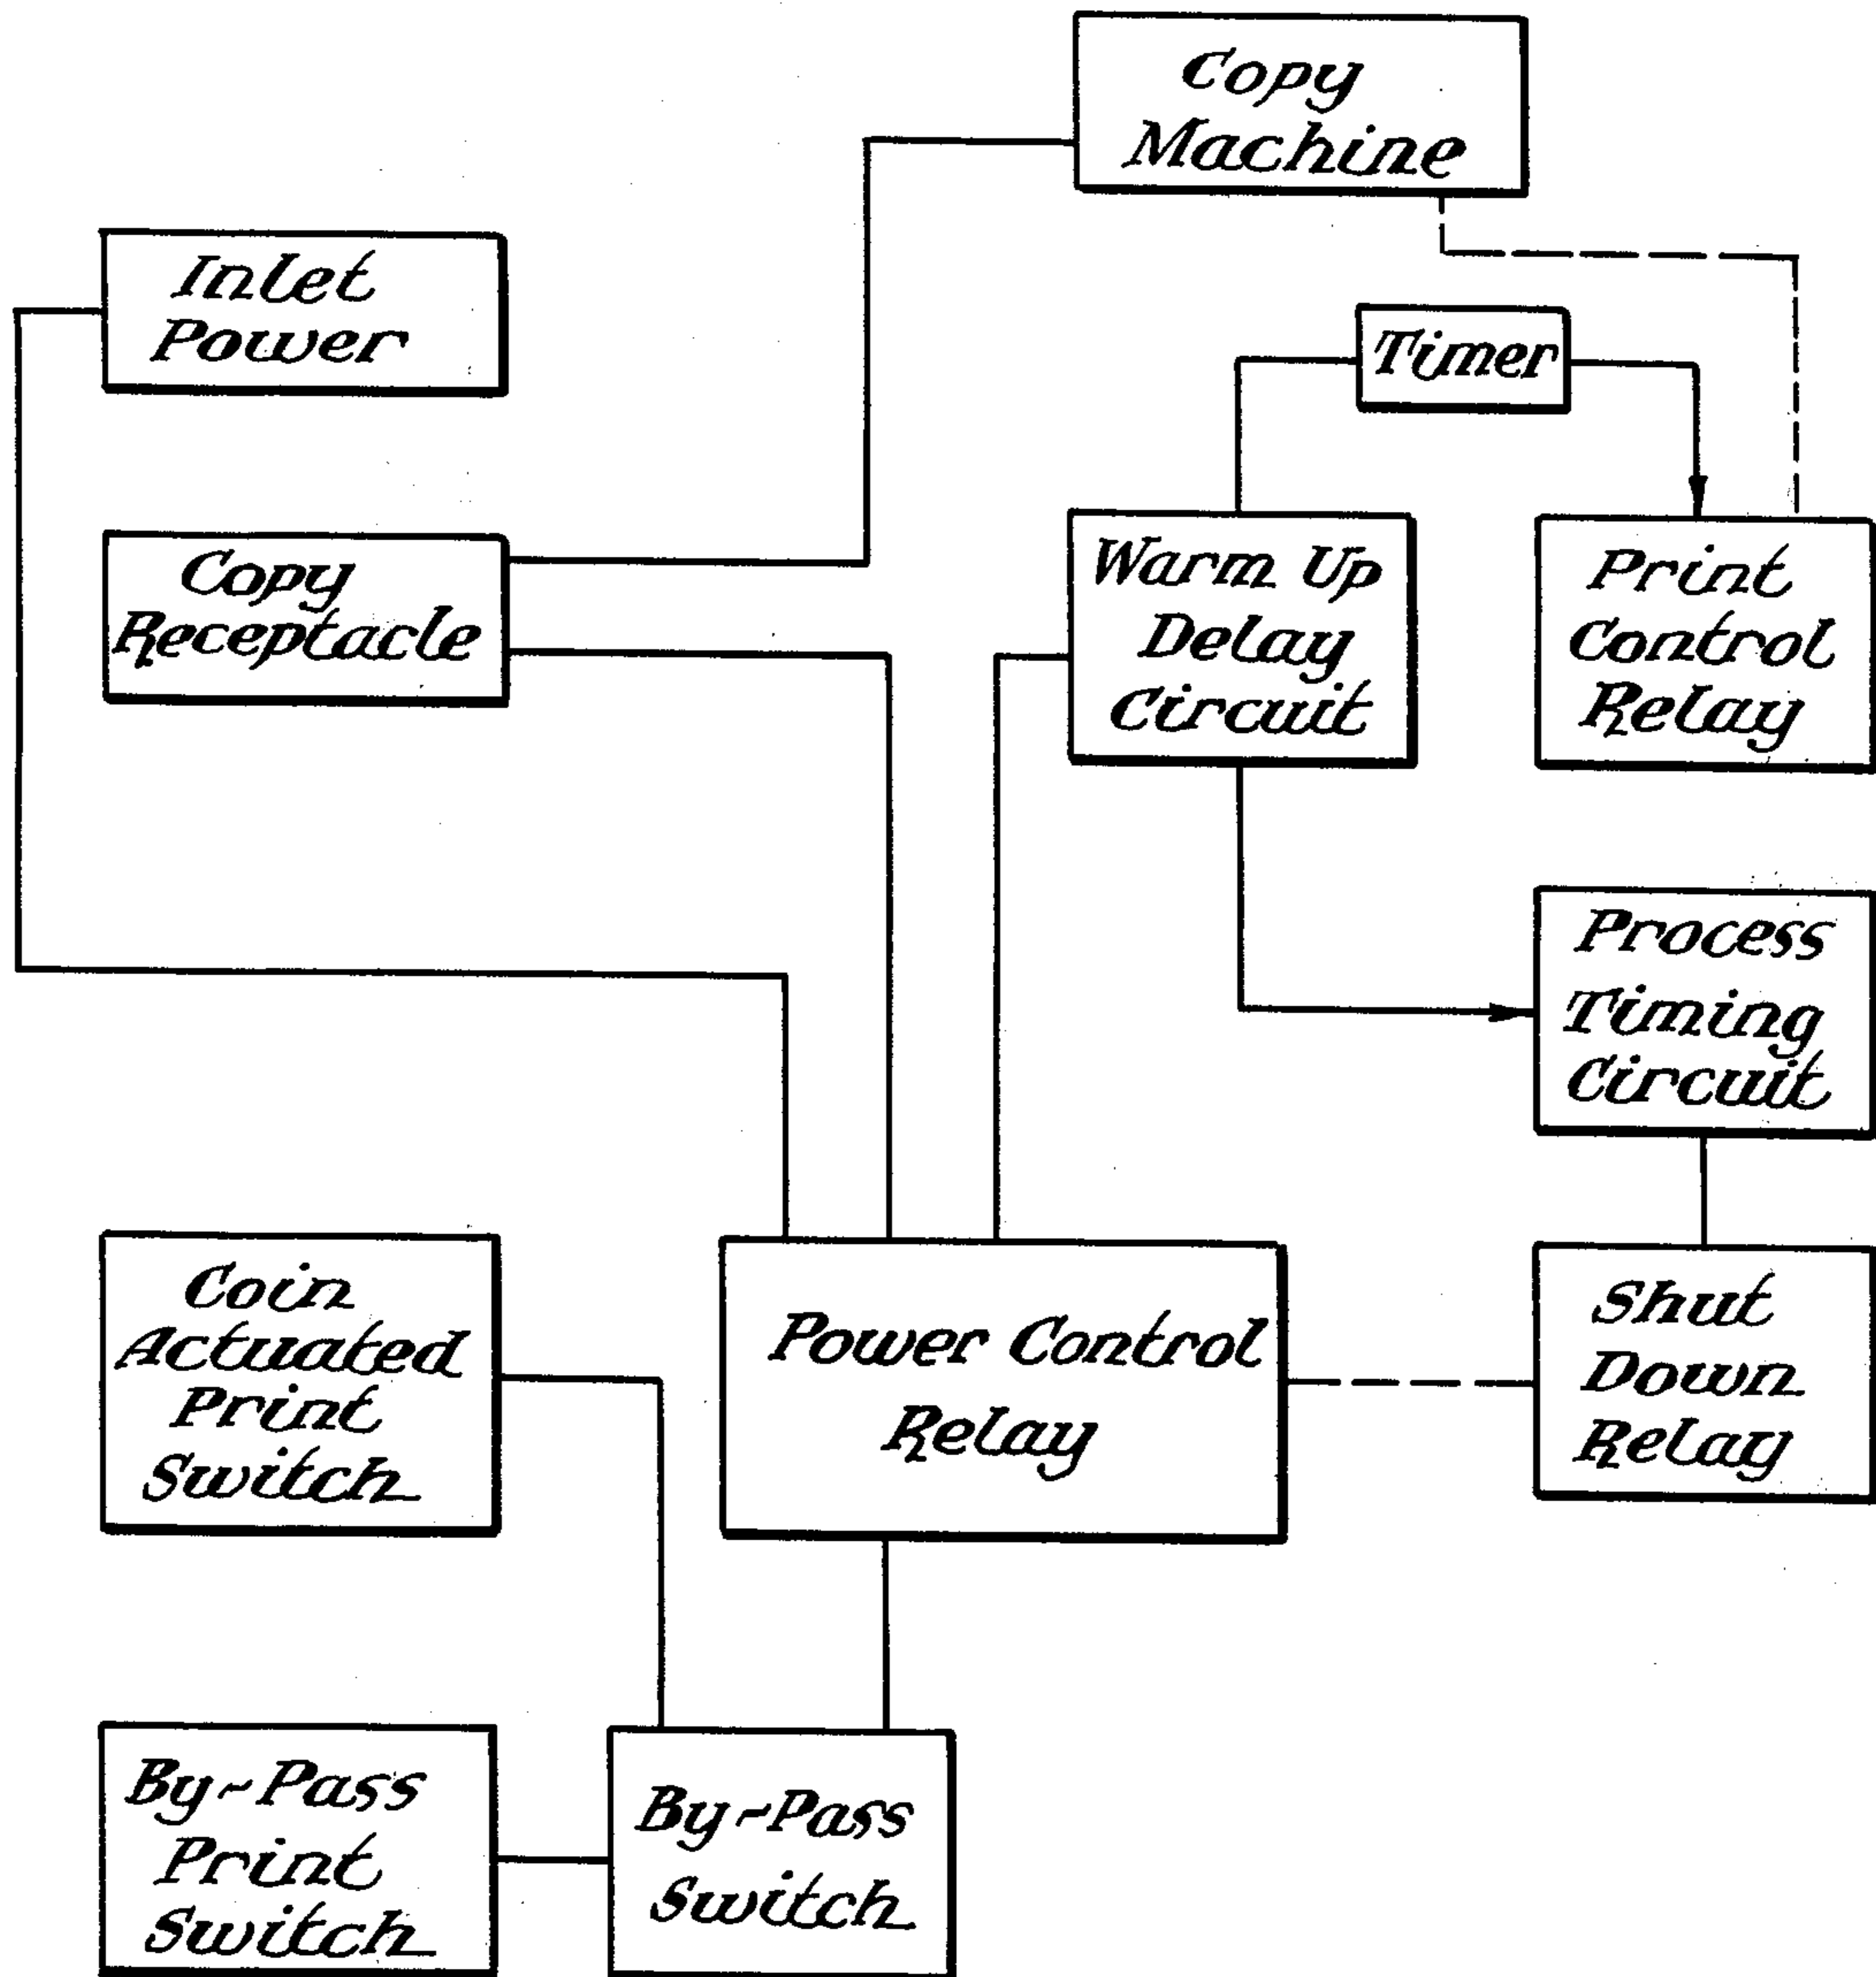 Copy
Machine
Inlet
Power
Timer
Copy
Receptacle
Warm Up
Delay
Circuit
Print
Control
Relay
Process
Timing
Circuit
Coin
Actuated
Print
Switch
Power Control
Relay
Shut
Down
Relay
By-Pass
Print
Switch
By-Pass
Switch